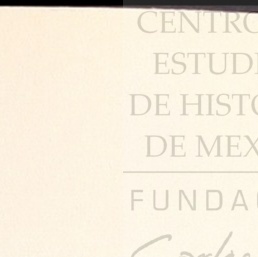 CENTRO
ESTUDI
DE HISTO
DE MEX
FUNDA